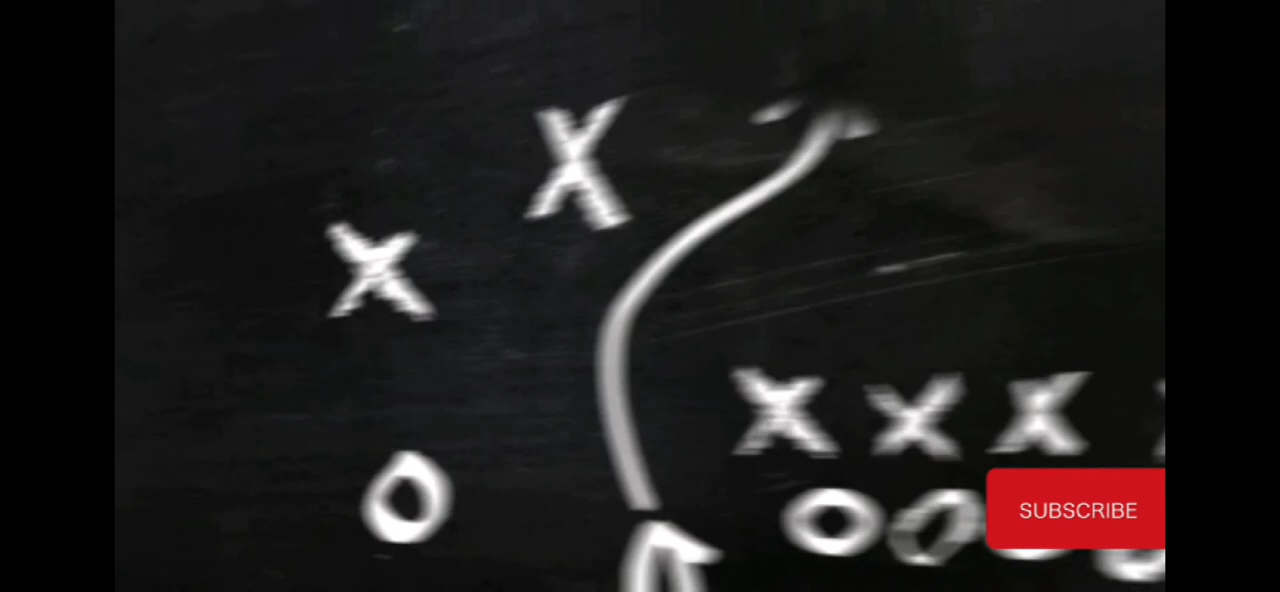 X
X
X X X
O O O
SUBSCRIBE